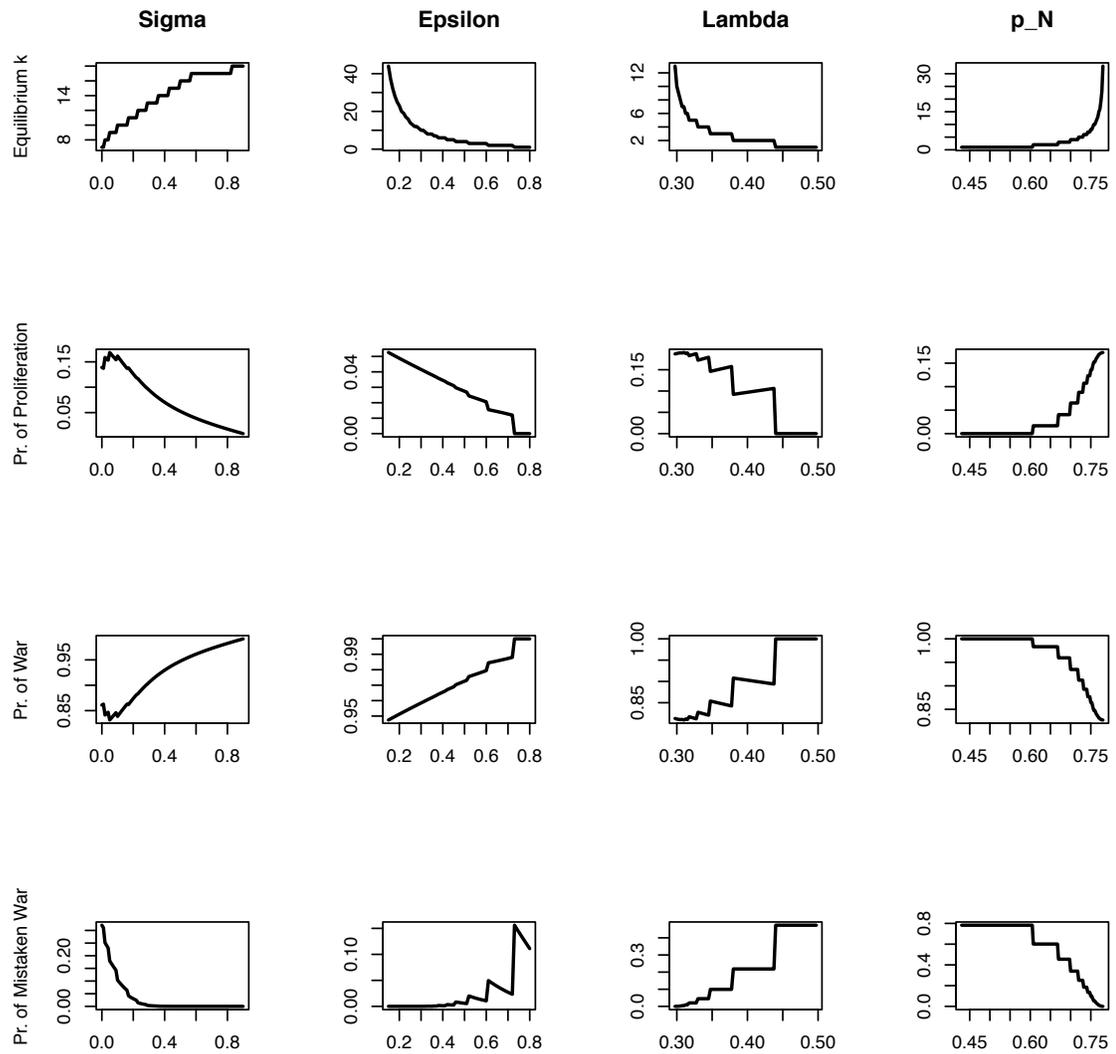 Sigma Epsilon Lambda p_N
Equilibrium k
8 14
0.0 0.4 0.8
0 20 40
0.2 0.4 0.6 0.8
2 6 12
0.30 0.40 0.50
0 15 30
0.45 0.60 0.75
Pr. of Proliferation
0.05 0.15
0.0 0.4 0.8
0.00 0.04
0.2 0.4 0.6 0.8
0.00 0.15
0.30 0.40 0.50
0.00 0.15
0.45 0.60 0.75
Pr. of War
0.85 0.95
0.0 0.4 0.8
0.95 0.99
0.2 0.4 0.6 0.8
0.85 1.00
0.30 0.40 0.50
0.85 1.00
0.45 0.60 0.75
Pr. of Mistaken War
0.00 0.20
0.0 0.4 0.8
0.00 0.10
0.2 0.4 0.6 0.8
0.0 0.3
0.30 0.40 0.50
0.0 0.4 0.8
0.45 0.60 0.75